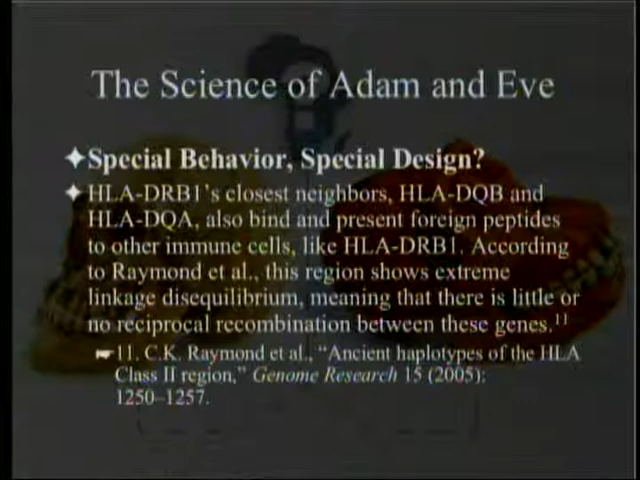 The Science of Adam and Eve
Special Behavior, Special Design?
HLA-DRB1's closest neighbors, HLA-DQB and
HLA-DQA, also bind and present foreign peptides
to other immune cells, like HLA-DRB1. According
to Raymond et al., this region shows extreme
linkage disequilibrium, meaning that there is little or
no reciprocal recombination between these genes.11
11. C.K. Raymond et al., “Ancient haplotypes of the HLA
Class II region,” Genome Research 15 (2005):
1250–1257.